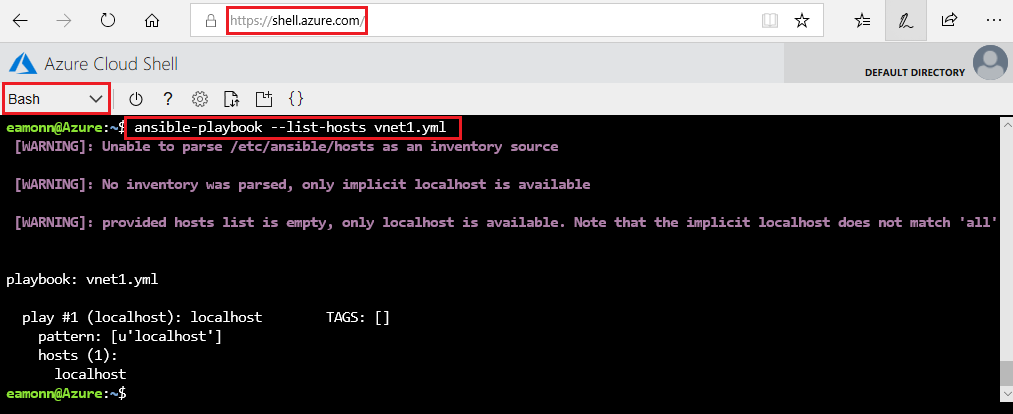 https://shell.azure.com/
Azure Cloud Shell
DEFAULT DIRECTORY
Bash
? {}
eamonn@Azure:~$ ansible-playbook --list-hosts vnet1.yml
[WARNING]: Unable to parse /etc/ansible/hosts as an inventory source
[WARNING]: No inventory was parsed, only implicit localhost is available
[WARNING]: provided hosts list is empty, only localhost is available. Note that the implicit localhost does not match 'all'
playbook: vnet1.yml
play #1 (localhost): localhost TAGS: []
pattern: [u'localhost']
hosts (1):
localhost
eamonn@Azure:~$